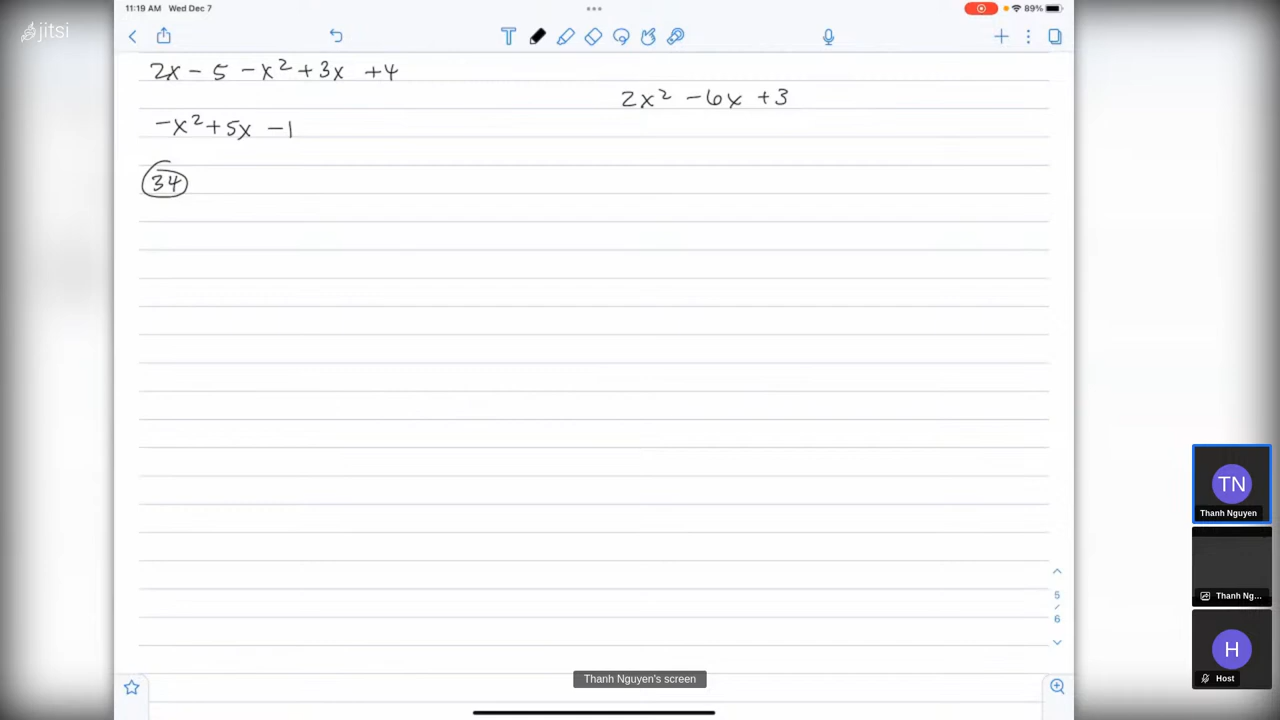 11:19 AM Wed Dec 7
89%
jitsi
T
2x - 5 - x² + 3x + 4
2x² - 6x + 3
-x² + 5x - 1
34
5
/
6
TN
Thanh Nguyen
Thanh Ng...
H
Host
Thanh Nguyen's screen